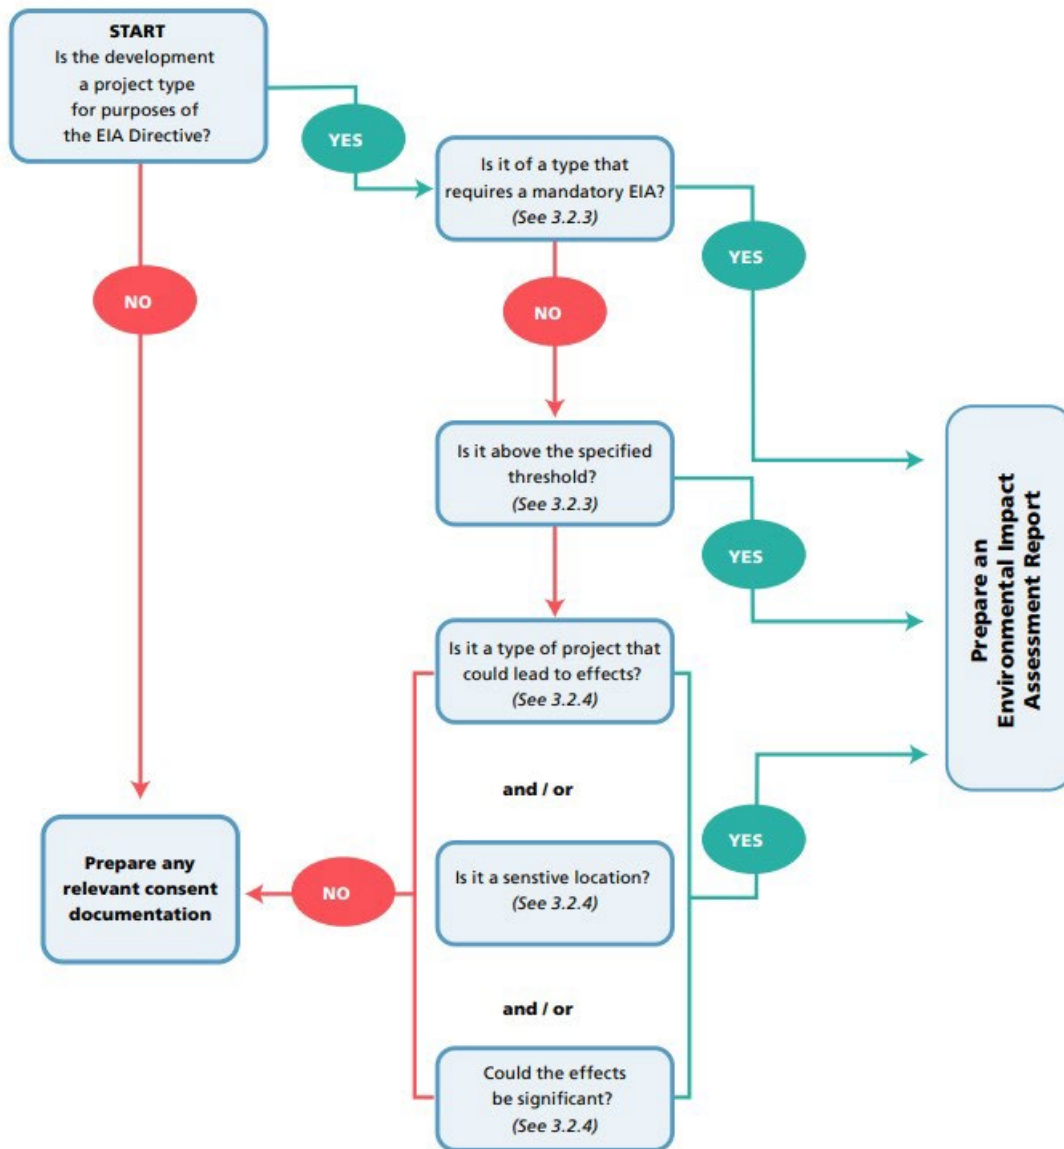 START
Is the development
a project type
for purposes of
the EIA Directive?
YES
Is it of a type that
requires a mandatory EIA?
(See 3.2.3)
YES
NO
NO
Is it above the specified
threshold?
(See 3.2.3)
YES
Prepare an
Environmental Impact
Assessment Report
Is it a type of project that
could lead to effects?
(See 3.2.4)
and / or
YES
Prepare any
relevant consent
documentation
NO
Is it a senstive location?
(See 3.2.4)
and / or
Could the effects
be significant?
(See 3.2.4)